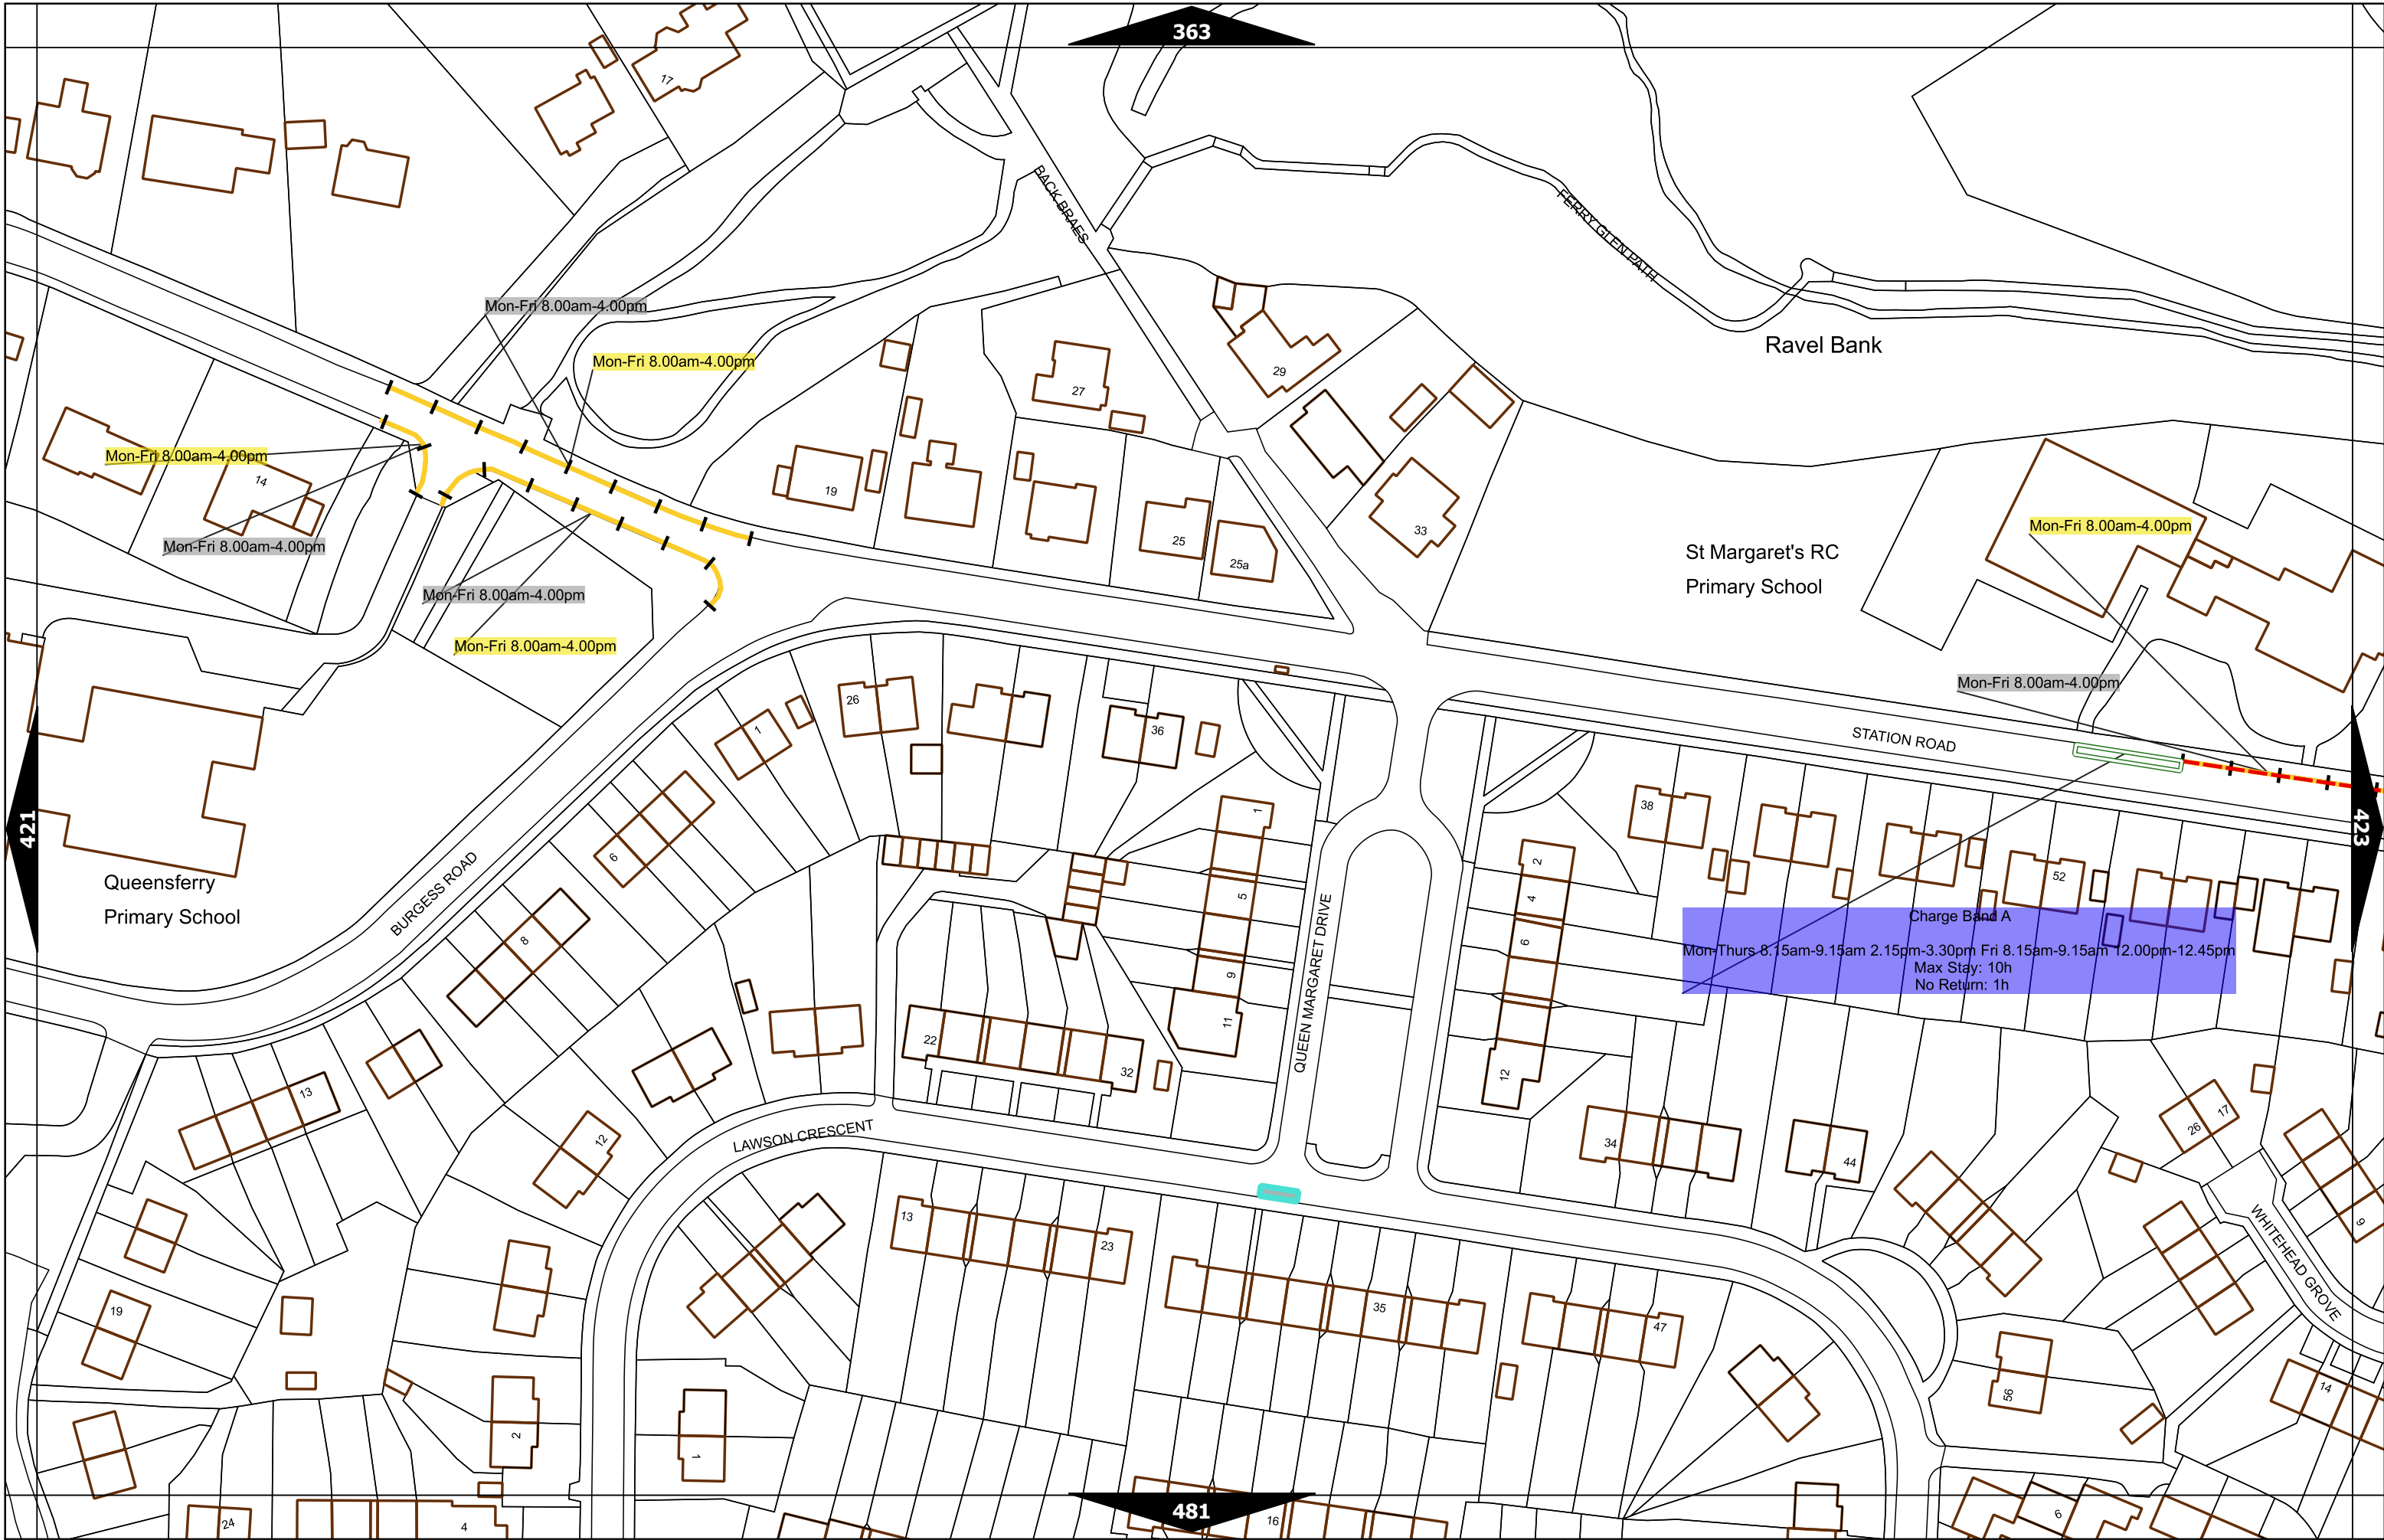 363
17
BACK BRAES
FERRY GLEN PATH
Mon-Fri 8.00am-4.00pm
Mon-Fri 8.00am-4.00pm
Ravel Bank
29
27
Mon-Fri 8.00am-4.00pm
14
19
25
25a
33
Mon-Fri 8.00am-4.00pm
St Margaret's RC
Primary School
Mon-Fri 8.00am-4.00pm
Mon-Fri 8.00am-4.00pm
Mon-Fri 8.00am-4.00pm
Mon-Fri 8.00am-4.00pm
STATION ROAD
26
1
36
38
1
421
423
6
2
52
Queensferry
Primary School
BURGESS ROAD
5
4
8
6
QUEEN MARGARET DRIVE
9
11
Charge Band A
Mon-Thurs 8.15am-9.15am 2.15pm-3.30pm Fri 8.15am-9.15am 12.00pm-12.45pm
Max Stay: 10h
No Return: 1h
22
32
12
13
12
LAWSON CRESCENT
34
44
26
17
13
23
9
WHITEHEAD GROVE
19
35
47
56
14
2
1
24
4
481
16
6